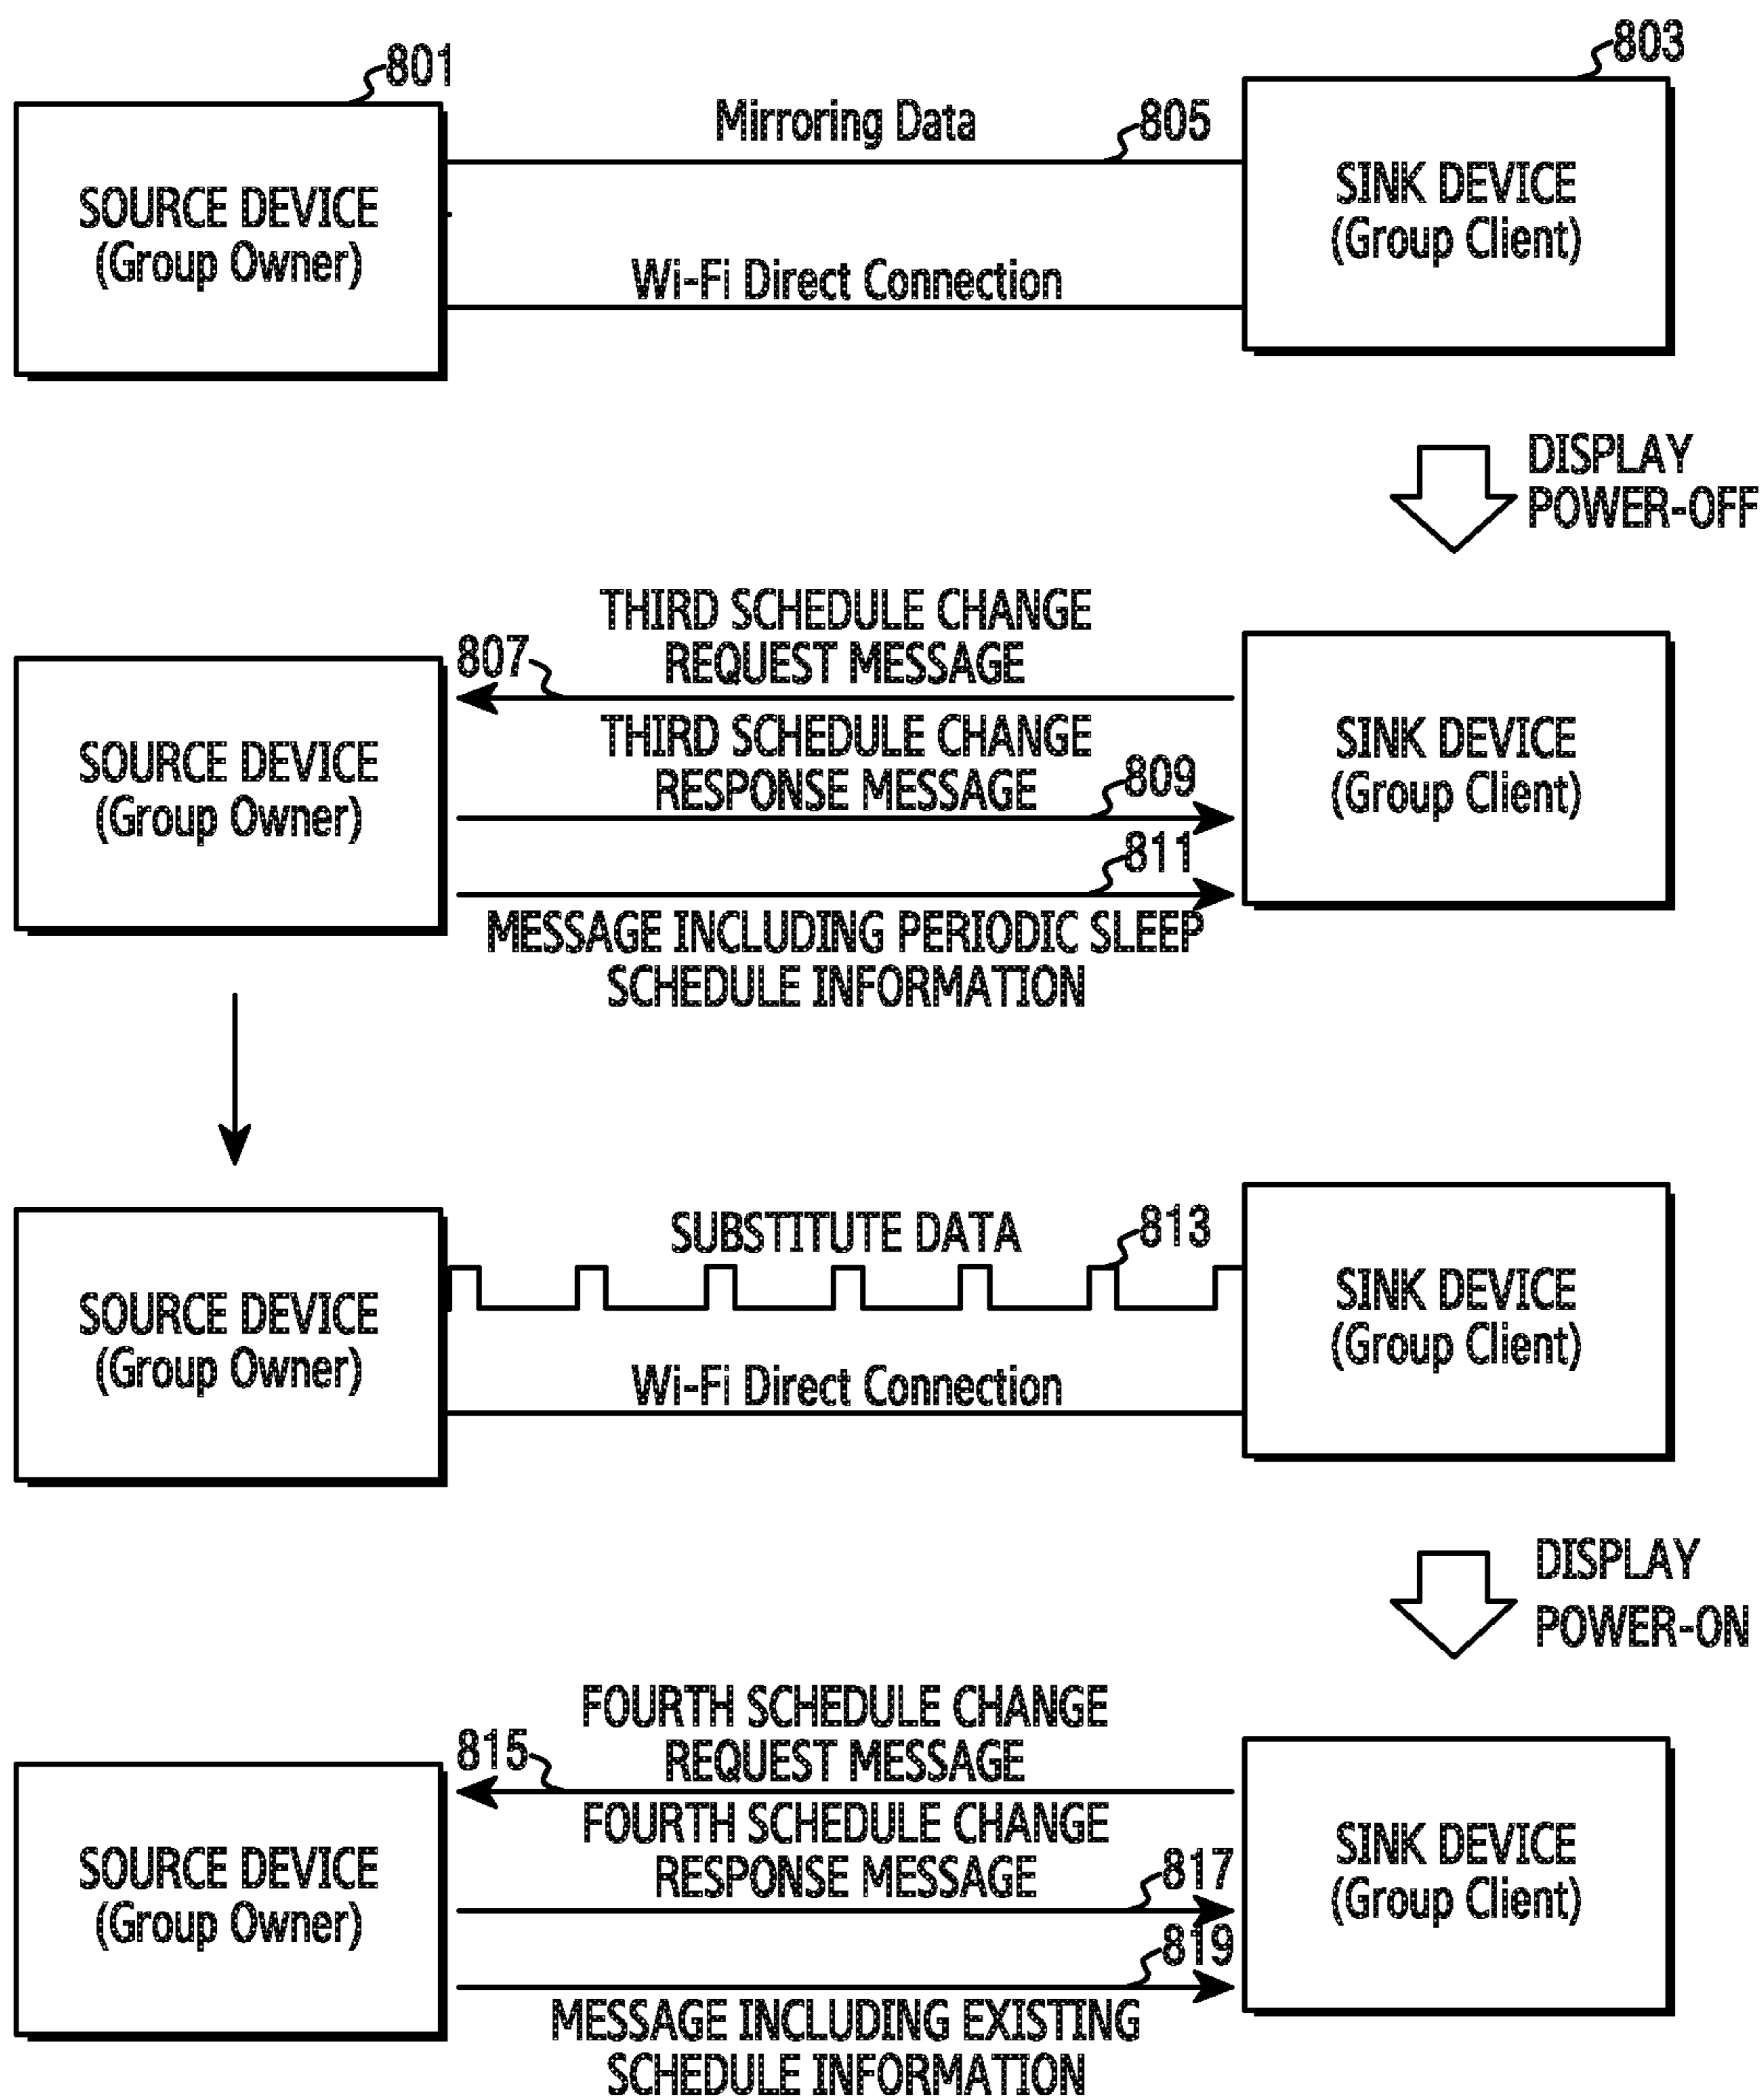 801
803
Mirroring Data
805
SOURCE DEVICE
(Group Owner)
SINK DEVICE
(Group Client)
Wi-Fi Direct Connection
DISPLAY
POWER-OFF
THIRD SCHEDULE CHANGE
REQUEST MESSAGE
807
SOURCE DEVICE
(Group Owner)
THIRD SCHEDULE CHANGE
RESPONSE MESSAGE
809
SINK DEVICE
(Group Client)
811
MESSAGE INCLUDING PERIODIC SLEEP
SCHEDULE INFORMATION
SUBSTITUTE DATA
813
SOURCE DEVICE
(Group Owner)
SINK DEVICE
(Group Client)
Wi-Fi Direct Connection
DISPLAY
POWER-ON
FOURTH SCHEDULE CHANGE
REQUEST MESSAGE
815
FOURTH SCHEDULE CHANGE
RESPONSE MESSAGE
817
SOURCE DEVICE
(Group Owner)
SINK DEVICE
(Group Client)
819
MESSAGE INCLUDING EXISTING
SCHEDULE INFORMATION